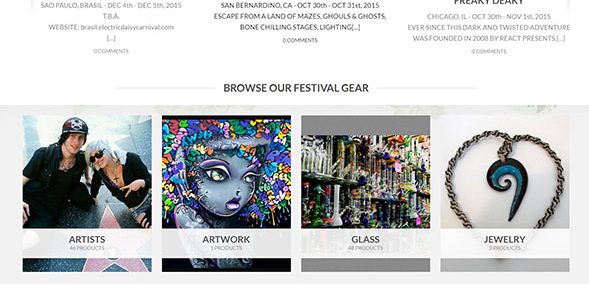 SAO PAULO, BRASIL - DEC 4th - DEC 5th, 2015
T.B.A.
WEBSITE: brasil.electricdaisycarnival.com
[...]
0 COMMENTS
SAN BERNARDINO, CA - OCT 30th - OCT 31st, 2015
ESCAPE FROM A LAND OF MAZES, GHOULS & GHOSTS,
BONE CHILLING STAGES, LIGHTING[...]
0 COMMENTS
FREAKY DEAKY
CHICAGO, IL - OCT 30th - NOV 1st, 2015
EVER SINCE THIS DARK AND TWISTED ADVENTURE
WAS FOUNDED IN 2008 BY REACT PRESENTS,[...]
0 COMMENTS
BROWSE OUR FESTIVAL GEAR
ARTISTS
66 PRODUCTS
ARTWORK
1 PRODUCTS
GLASS
48 PRODUCTS
JEWELRY
3 PRODUCTS